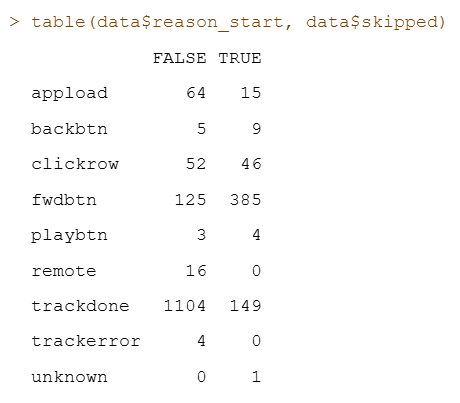 > table(data$reason_start, data$skipped)
FALSE TRUE
appload 64 15
backbtn 5 9
clickrow 52 46
fwdbtn 125 385
playbtn 3 4
remote 16 0
trackdone 1104 149
trackerror 4 0
unknown 0 1